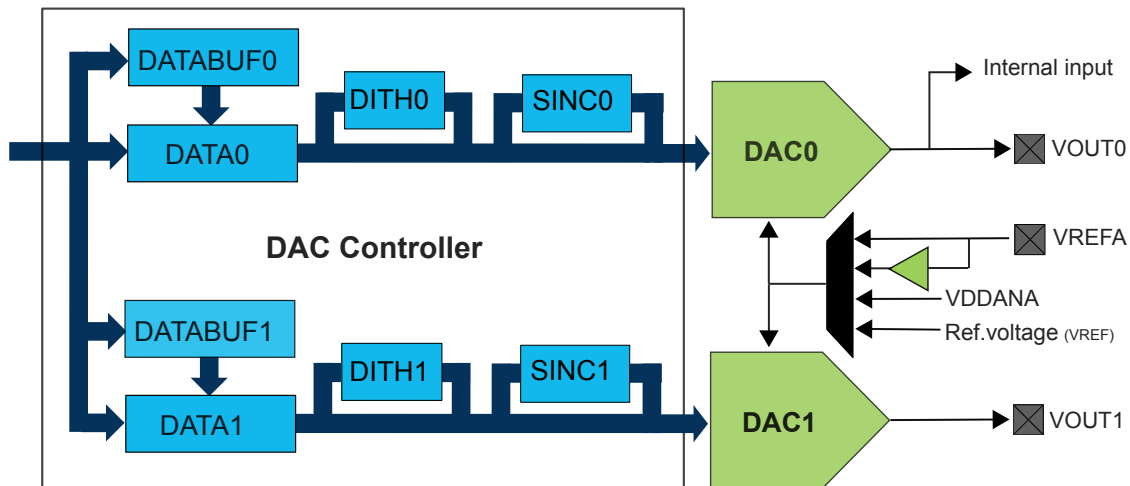 DATABUF0
DATA0
DITH0
SINC0
DAC0
Internal input
VOUT0
DAC Controller
VREFA
VDDANA
Ref.voltage (VREF)
DATABUF1
DATA1
DITH1
SINC1
DAC1
VOUT1